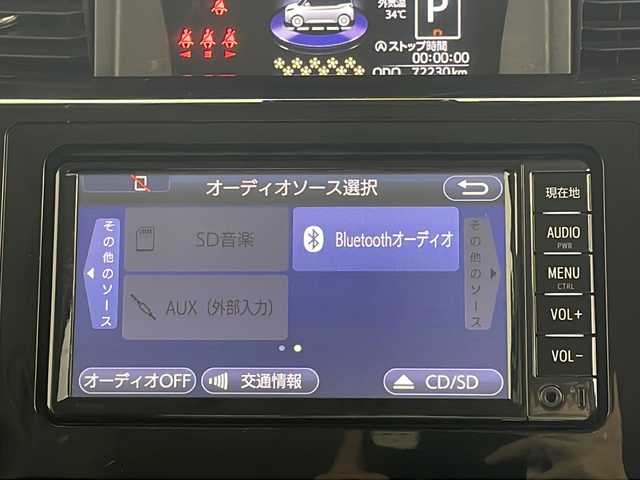 外気温
34℃
P
ストップ時間
00:00:00
ODO 72230km
オーディオソース選択
その他のソース
SD音楽
Bluetoothオーディオ
その他のソース
AUX（外部入力）
オーディオOFF
交通情報
CD/SD
現在地
AUDIO
PWR
MENU
CTRL
VOL+
VOL-